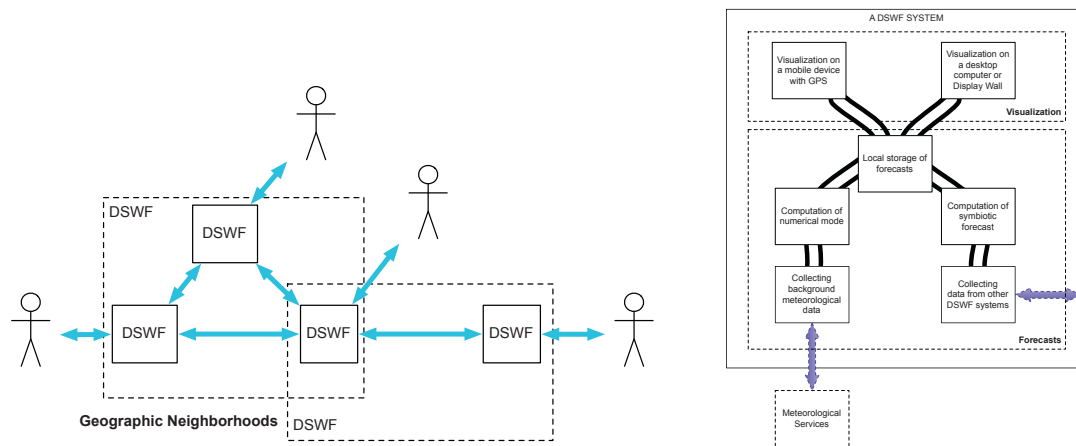 DSWF
DSWF
DSWF
DSWF
DSWF
Geographic Neighborhoods
DSWF
A DSWF SYSTEM
Visualization on
a mobile device
with GPS
Visualization on
a desktop
computer or
Display Wall
Visualization
Local storage of
forecasts
Computation of
numerical mode
Computation of
symbiotic
forecast
Collecting
background
meteorological
data
Collecting
data from other
DSWF systems
Forecasts
Meteorological
Services